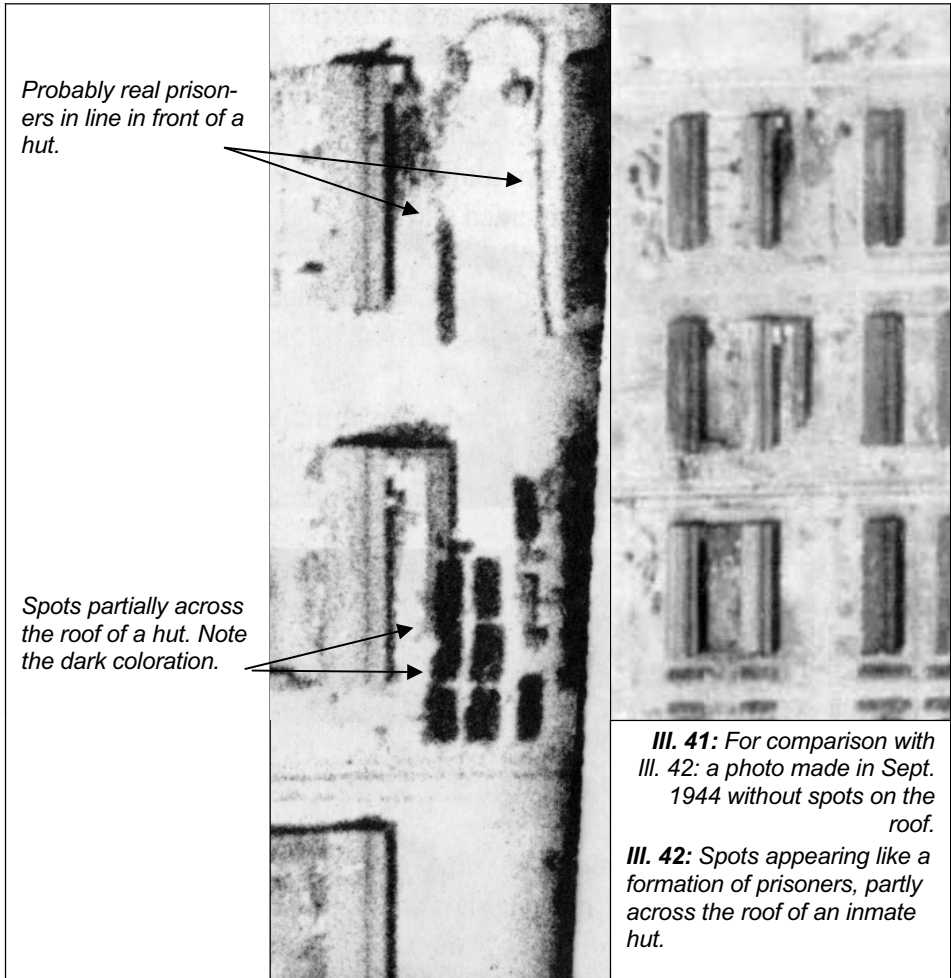 Probably real prison-
ers in line in front of a
hut.
Spots partially across
the roof of a hut. Note
the dark coloration.
Ill. 41: For comparison with
Ill. 42: a photo made in Sept.
1944 without spots on the
roof.
Ill. 42: Spots appearing like a
formation of prisoners, partly
across the roof of an inmate
hut.